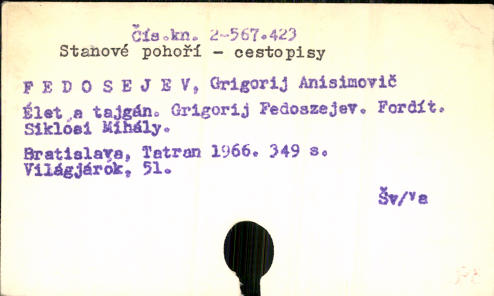 Čís.kn. 2-567.423
Stanové pohoří - cestopisy
F E D O S E J E V, Grigorij Anisimovič
Élet a tajgán. Grigorij Fedoszejev. Fordít.
Siklósi Mihály.
Bratislava, Tatran 1966. 349 s.
Világjárók, 51.
Šv/va